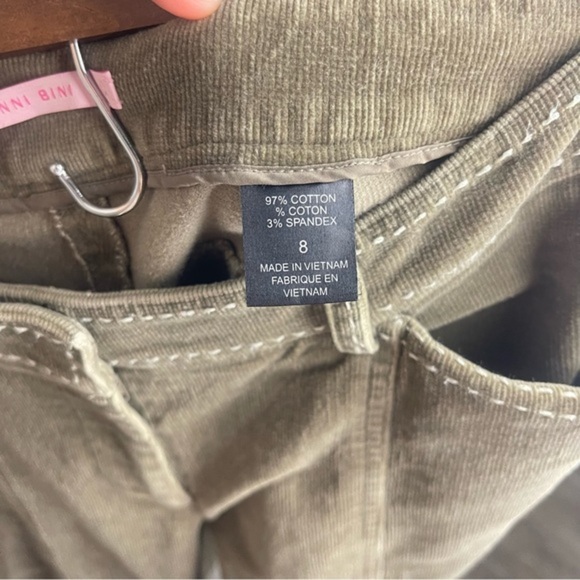 NNI BINI
97% COTTON
% COTON
3% SPANDEX
8
MADE IN VIETNAM
FABRIQUE EN
VIETNAM